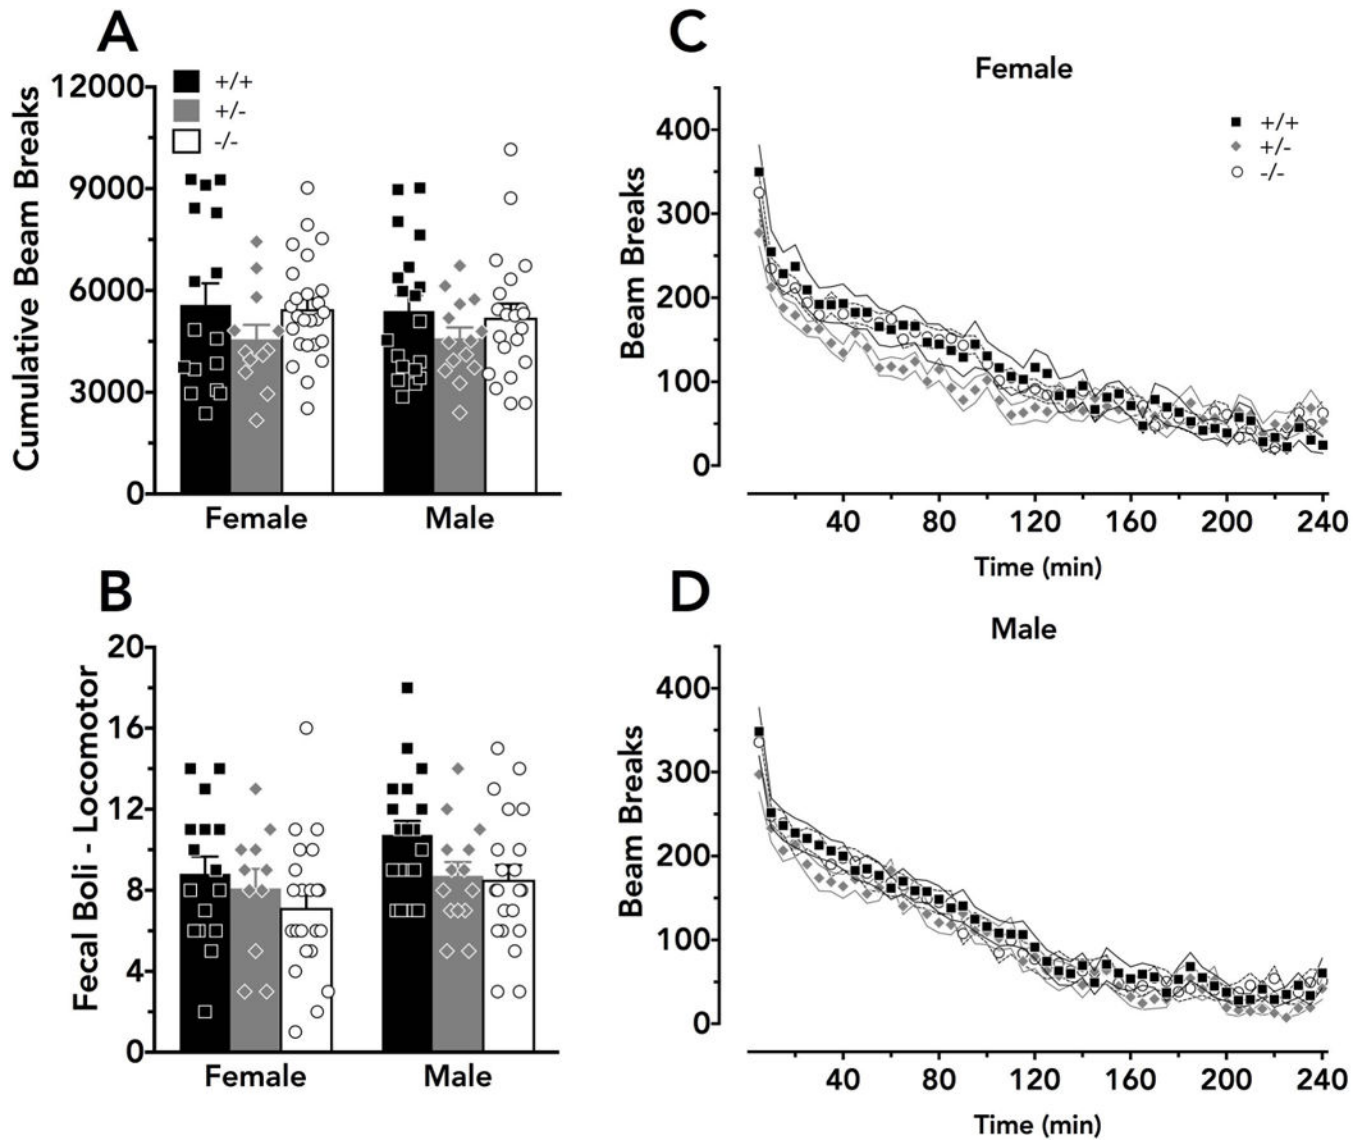 A
Cumulative Beam Breaks
12000
9000
6000
3000
0
+/+
+/-
-/-
Female Male
C
Female
Beam Breaks
400
300
200
100
0
+/+
+/-
-/-
40 80 120 160 200 240
Time (min)
B
Fecal Boli - Locomotor
20
16
12
8
4
0
Female Male
D
Male
Beam Breaks
400
300
200
100
0
40 80 120 160 200 240
Time (min)